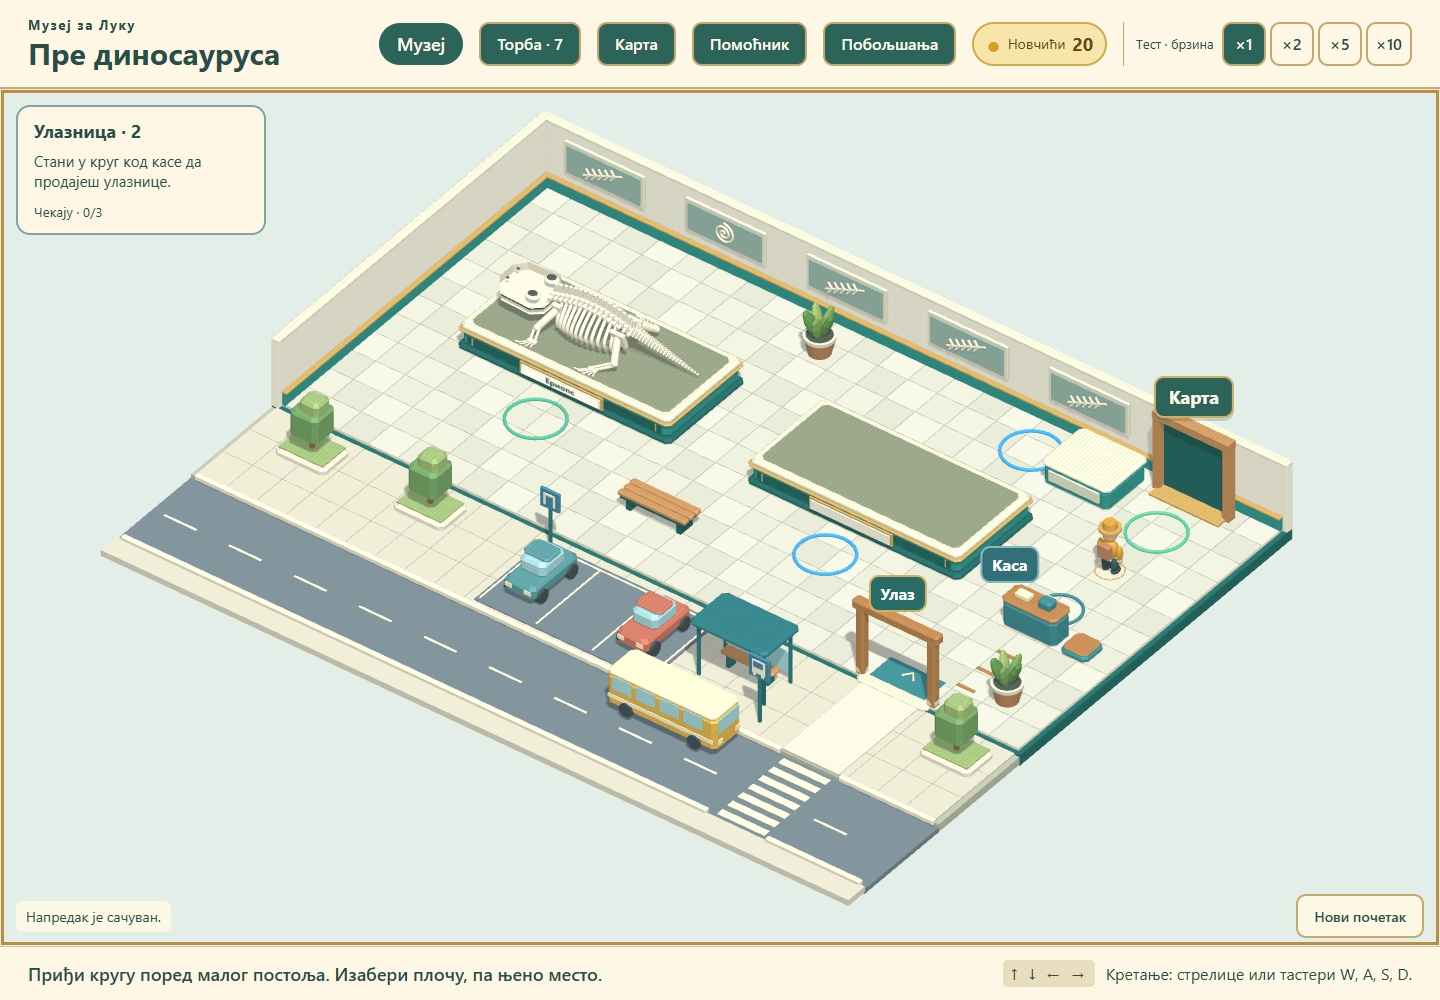 Музеј за Луку
Пре диносауруса
Музеј
Торба · 7
Карта
Помоћник
Побољшања
Новчићи 20
Тест · брзина
×1
×2
×5
×10
Улазница · 2
Стани у круг код касе да
продајеш улазнице.
Чекају · 0/3
Ериопс
Карта
Каса
Улаз
Напредак је сачуван.
Нови почетак
Приђи кругу поред малог постоља. Изабери плочу, па њено место.
↑ ↓ ← → Кретање: стрелице или тастери W, A, S, D.